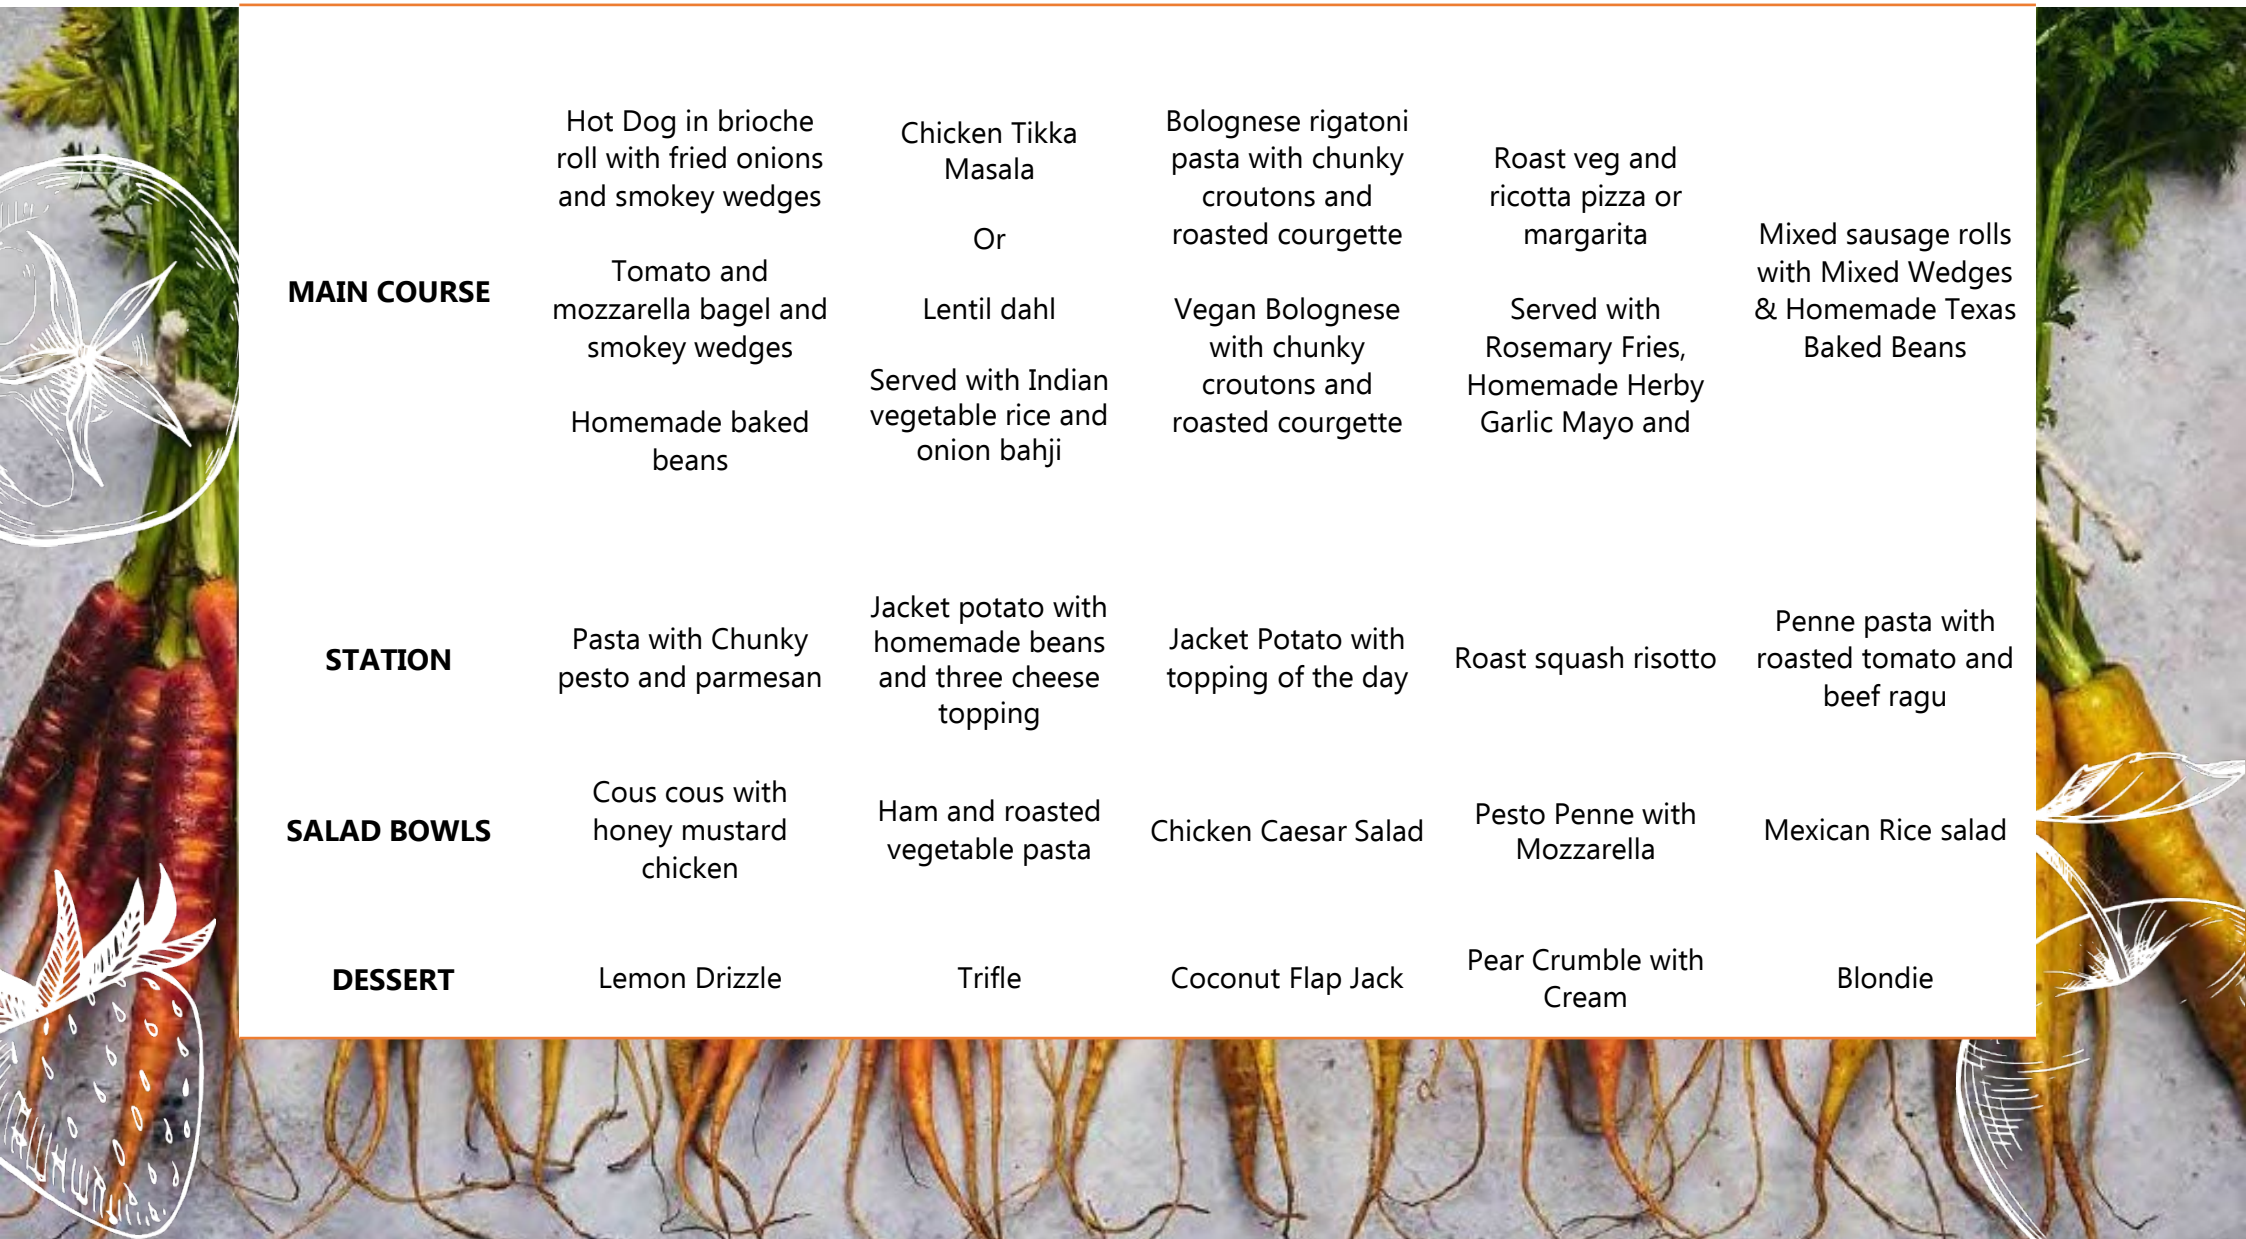 MAIN COURSE
Hot Dog in brioche
roll with fried onions
and smokey wedges
Tomato and
mozzarella bagel and
smokey wedges
Homemade baked
beans
Chicken Tikka
Masala
Or
Lentil dahl
Served with Indian
vegetable rice and
onion bahji
Bolognese rigatoni
pasta with chunky
croutons and
roasted courgette
Vegan Bolognese
with chunky
croutons and
roasted courgette
Roast veg and
ricotta pizza or
margarita
Served with
Rosemary Fries,
Homemade Herby
Garlic Mayo and
Mixed sausage rolls
with Mixed Wedges
& Homemade Texas
Baked Beans
STATION
Pasta with Chunky
pesto and parmesan
Jacket potato with
homemade beans
and three cheese
topping
Jacket Potato with
topping of the day
Roast squash risotto
Penne pasta with
roasted tomato and
beef ragu
SALAD BOWLS
Cous cous with
honey mustard
chicken
Ham and roasted
vegetable pasta
Chicken Caesar Salad
Pesto Penne with
Mozzarella
Mexican Rice salad
DESSERT
Lemon Drizzle
Trifle
Coconut Flap Jack
Pear Crumble with
Cream
Blondie